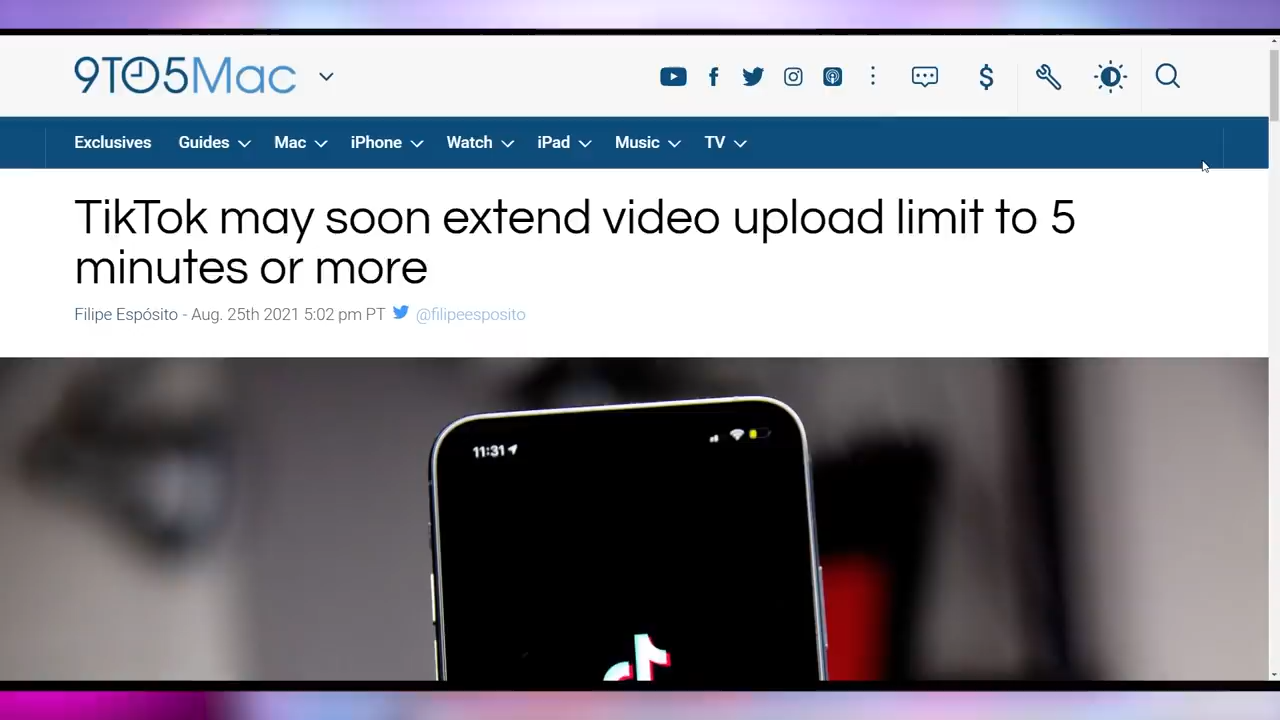 9TO5Mac
Exclusives Guides Mac iPhone Watch iPad Music TV
TikTok may soon extend video upload limit to 5
minutes or more
Filipe Espósito - Aug. 25th 2021 5:02 pm PT @filipeesposito
11:31